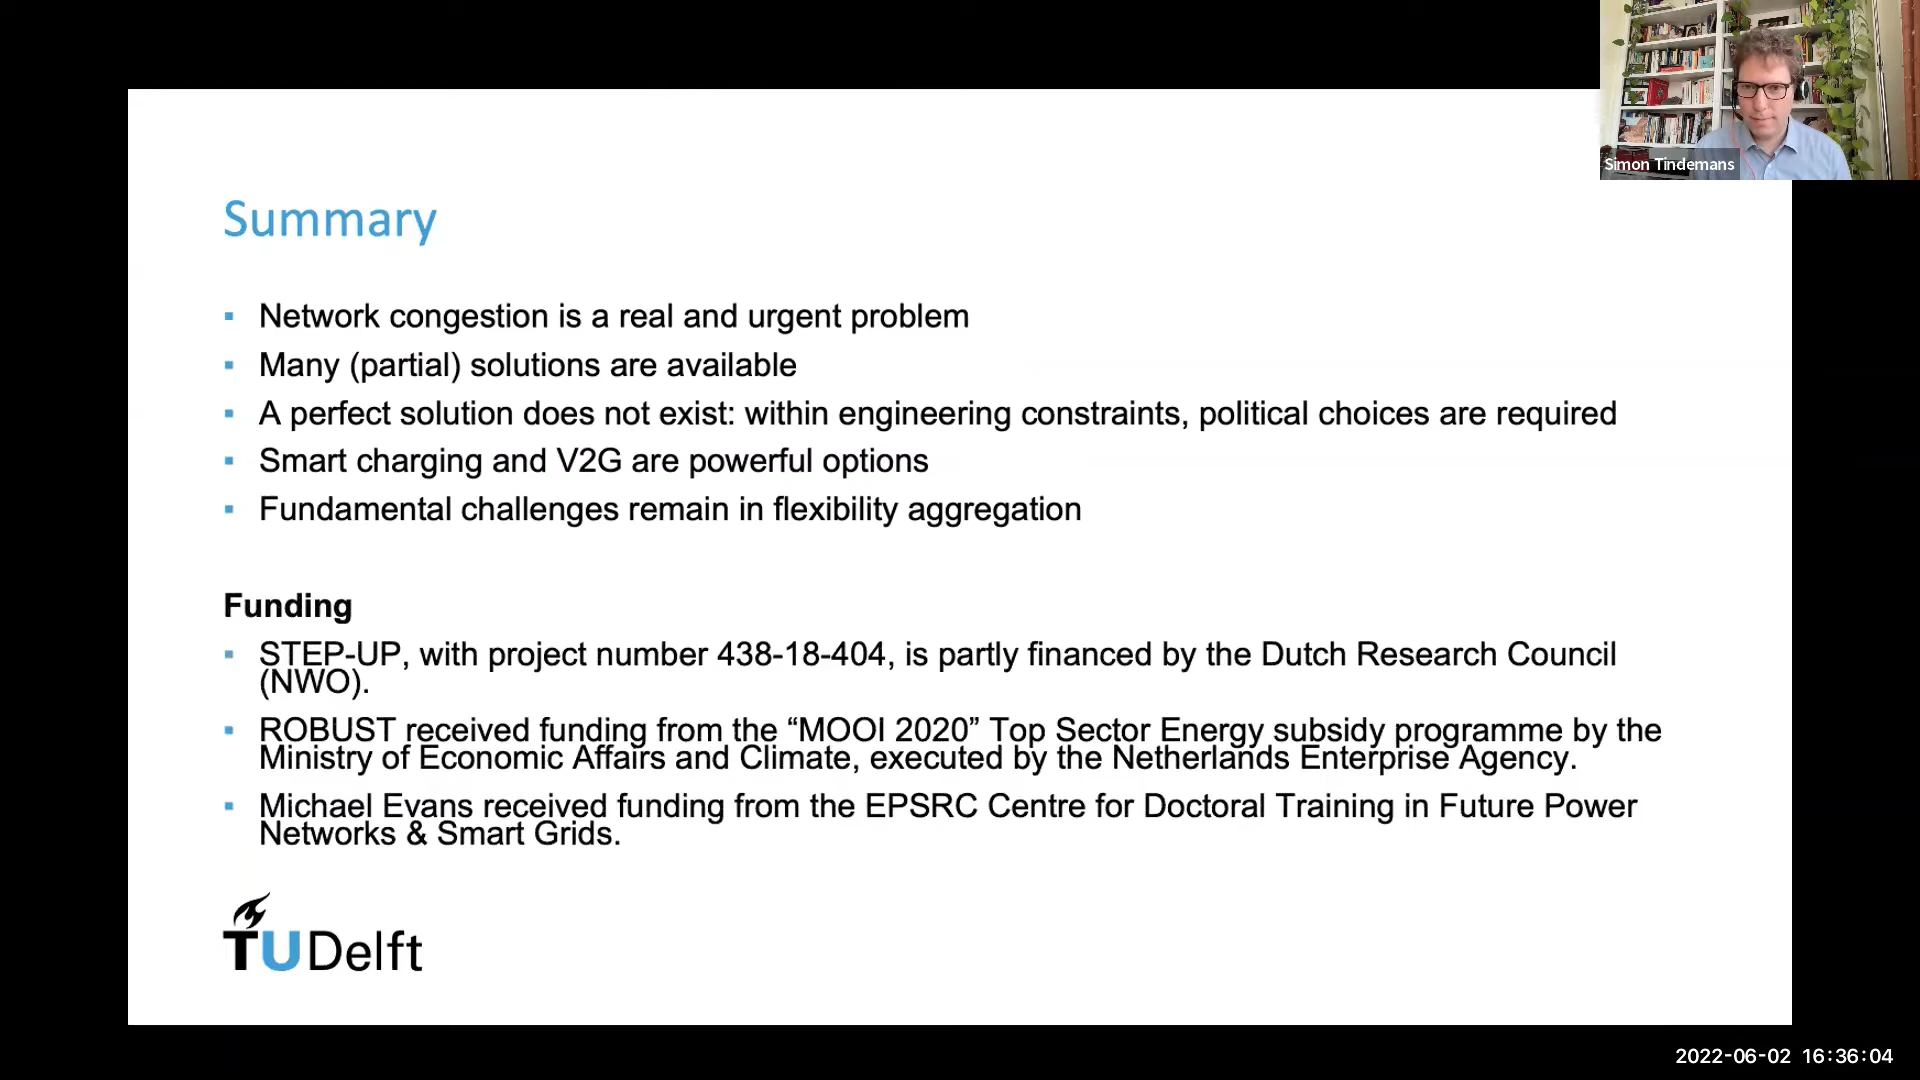 Simon Tindemans
Summary
▪ Network congestion is a real and urgent problem
▪ Many (partial) solutions are available
▪ A perfect solution does not exist: within engineering constraints, political choices are required
▪ Smart charging and V2G are powerful options
▪ Fundamental challenges remain in flexibility aggregation
Funding
▪ STEP-UP, with project number 438-18-404, is partly financed by the Dutch Research Council
(NWO).
▪ ROBUST received funding from the “MOOI 2020” Top Sector Energy subsidy programme by the
Ministry of Economic Affairs and Climate, executed by the Netherlands Enterprise Agency.
▪ Michael Evans received funding from the EPSRC Centre for Doctoral Training in Future Power
Networks & Smart Grids.
TUDelft
2022-06-02 16:36:04